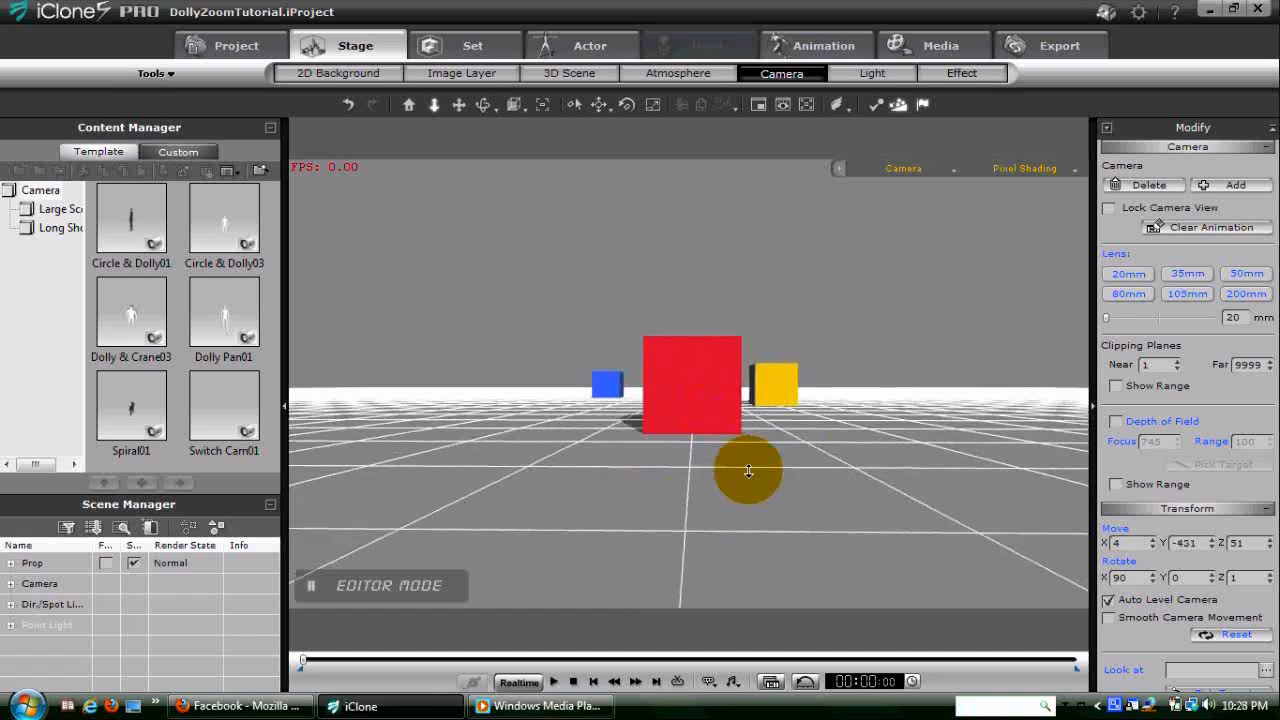 iClone5 PRO DollyZoomTutorial.iProject
Project Stage Set Actor Animation Media Export
Tools 2D Background Image Layer 3D Scene Atmosphere Camera Light Effect
Content Manager
Template Custom
Camera
Large Sc
Long Sho
Circle & Dolly01 Circle & Dolly03
Dolly & Crane03 Dolly Pan01
Spiral01 Switch Cam01
Scene Manager
Name F... S... Render State Info
Prop Normal
Camera
Dir./Spot Li...
Point Light
FPS: 0.00 Camera Pixel Shading
EDITOR MODE
Realtime 00:00:00
Modify
Camera
Camera
Delete Add
Lock Camera View
Clear Animation
Lens:
20mm 35mm 50mm
80mm 105mm 200mm
20 mm
Clipping Planes
Near 1 Far 9999
Show Range
Depth of Field
Focus 745 Range 100
Pick Target
Show Range
Transform
Move
X 4 Y -431 Z 51
Rotate
X 90 Y 0 Z 1
Auto Level Camera
Smooth Camera Movement
Reset
Look at
Facebook - Mozilla ... iClone Windows Media Pla... 10:28 PM